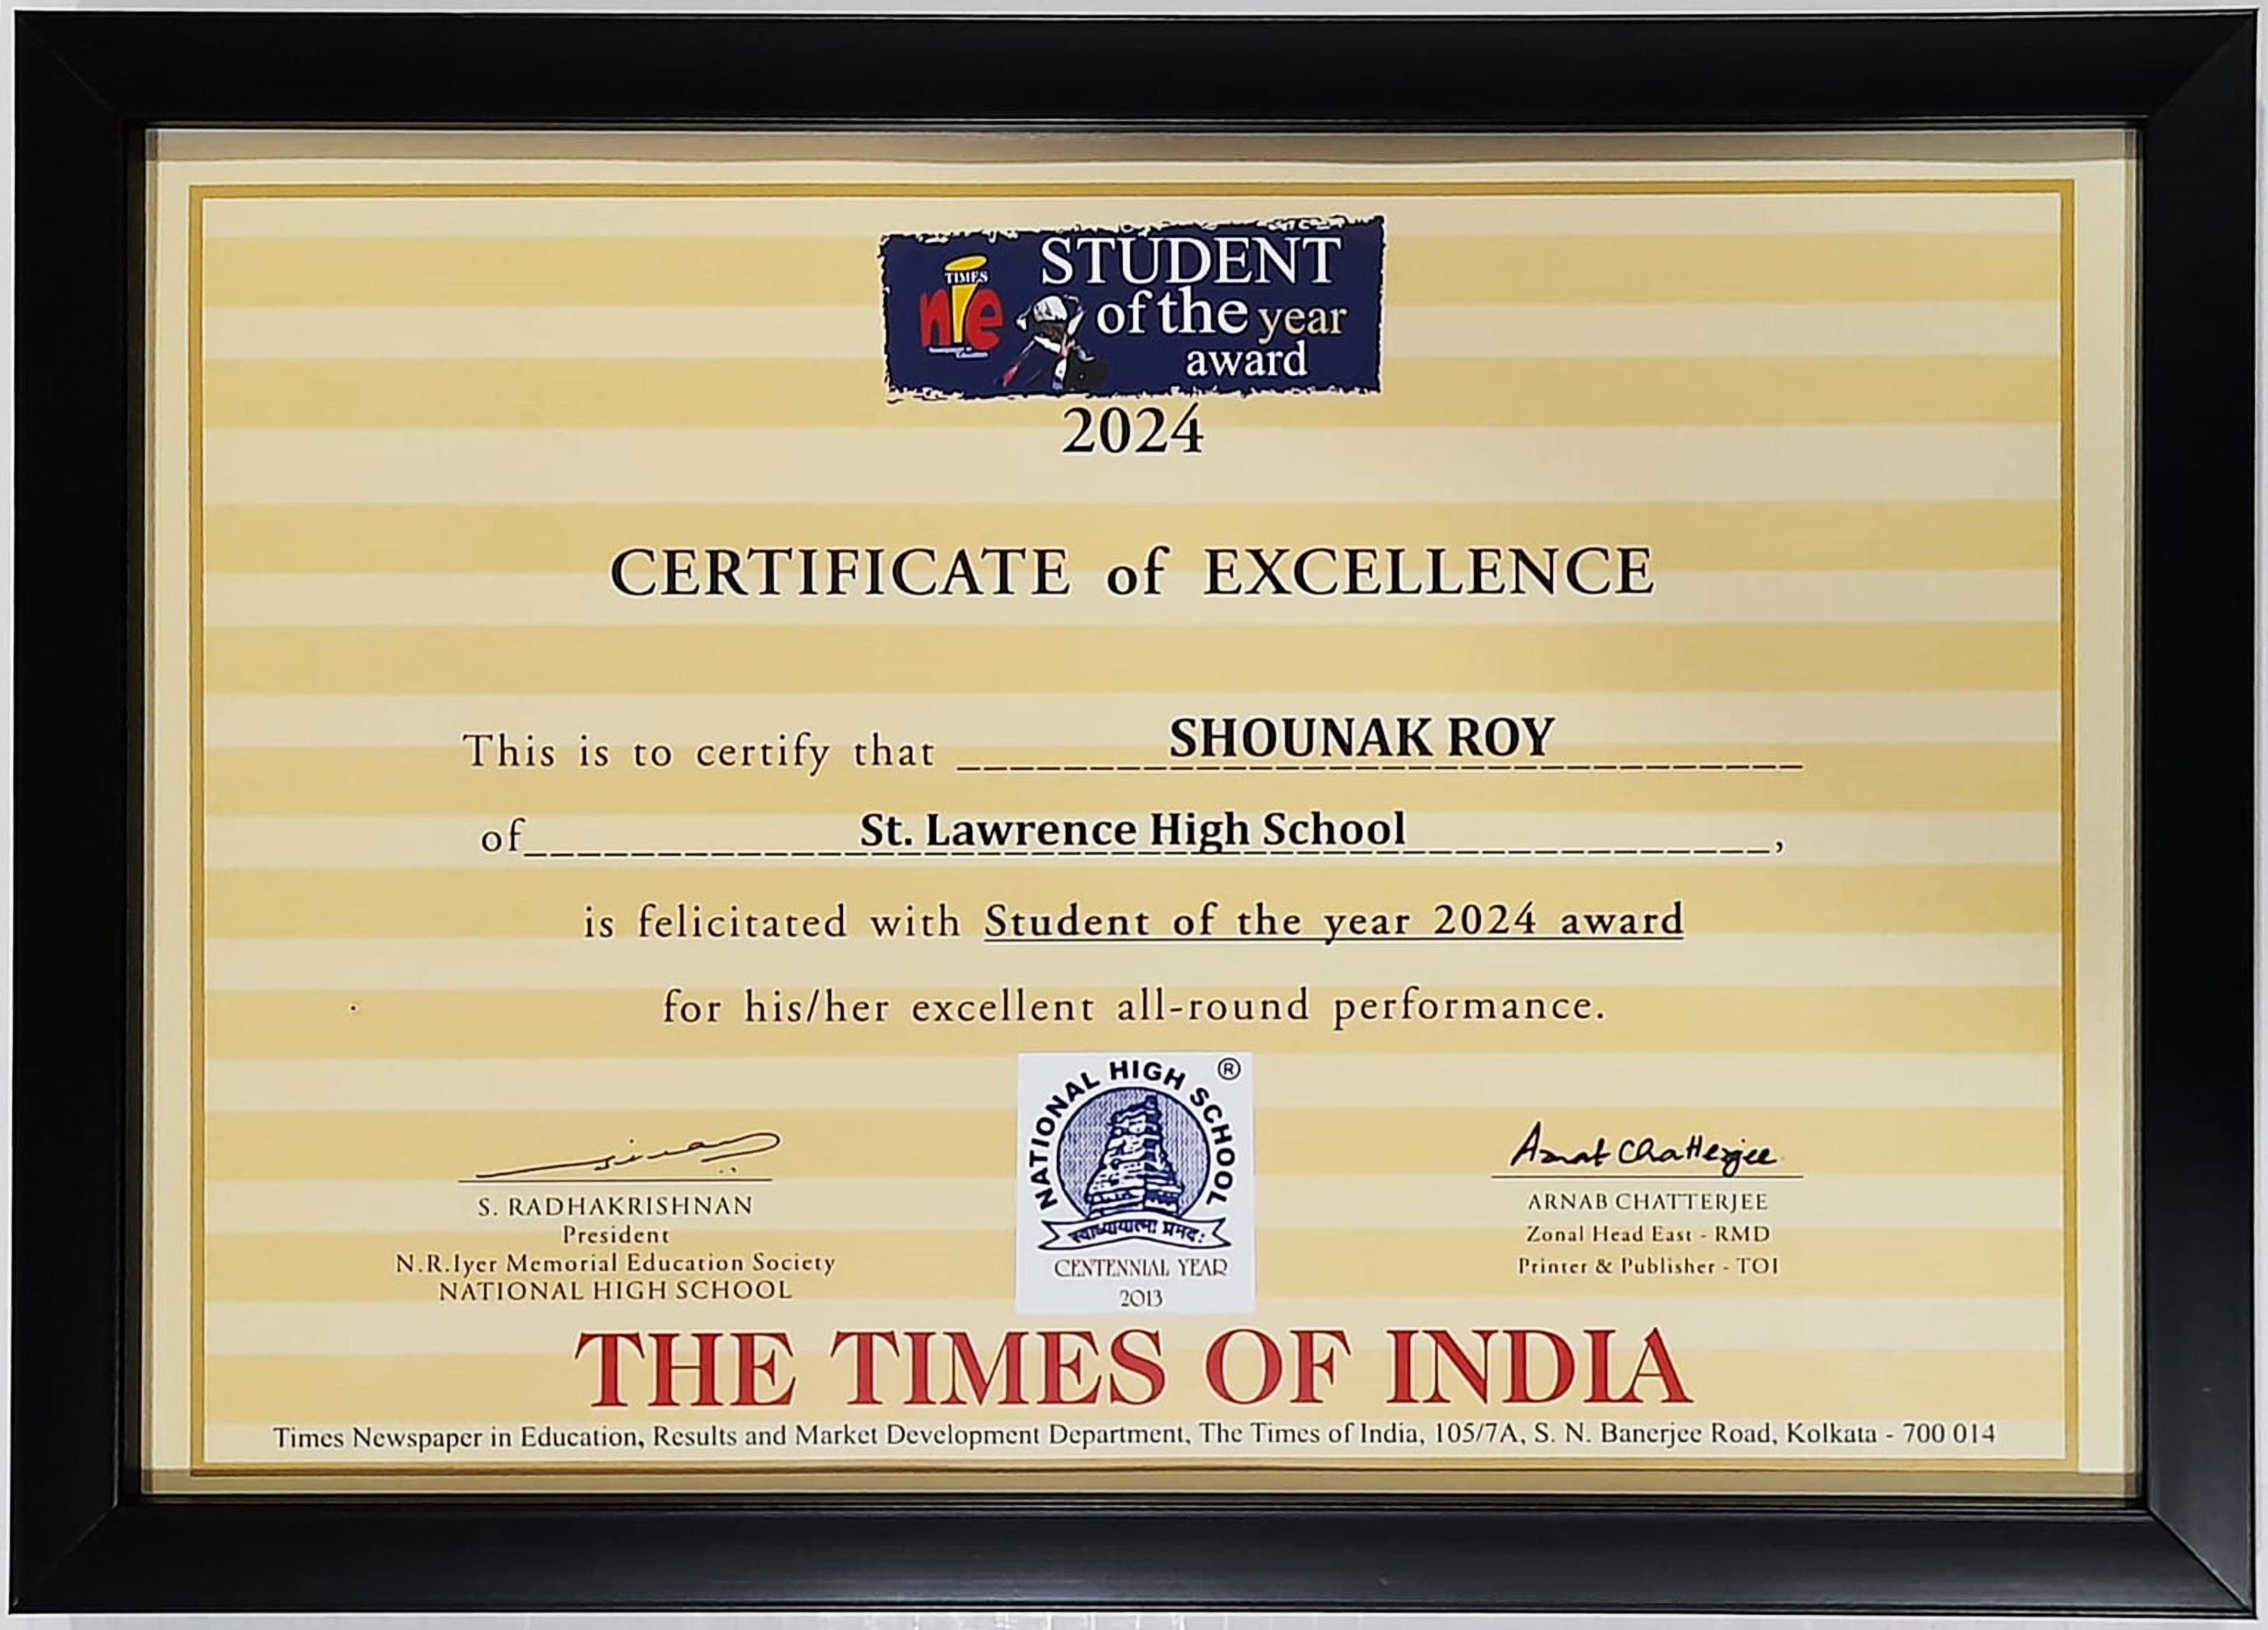 TIMES
nie
Newspaper in
Education
STUDENT
of the year
award
2024
CERTIFICATE of EXCELLENCE
This is to certify that SHOUNAK ROY
of St. Lawrence High School,
is felicitated with Student of the year 2024 award
for his/her excellent all-round performance.
NATIONAL HIGH SCHOOL ®
स्वाध्यायान्मा प्रमदः
CENTENNIAL YEAR
2013
S. RADHAKRISHNAN
President
N.R.Iyer Memorial Education Society
NATIONAL HIGH SCHOOL
Arnab Chatterjee
ARNAB CHATTERJEE
Zonal Head East - RMD
Printer & Publisher - TOI
THE TIMES OF INDIA
Times Newspaper in Education, Results and Market Development Department, The Times of India, 105/7A, S. N. Banerjee Road, Kolkata - 700 014